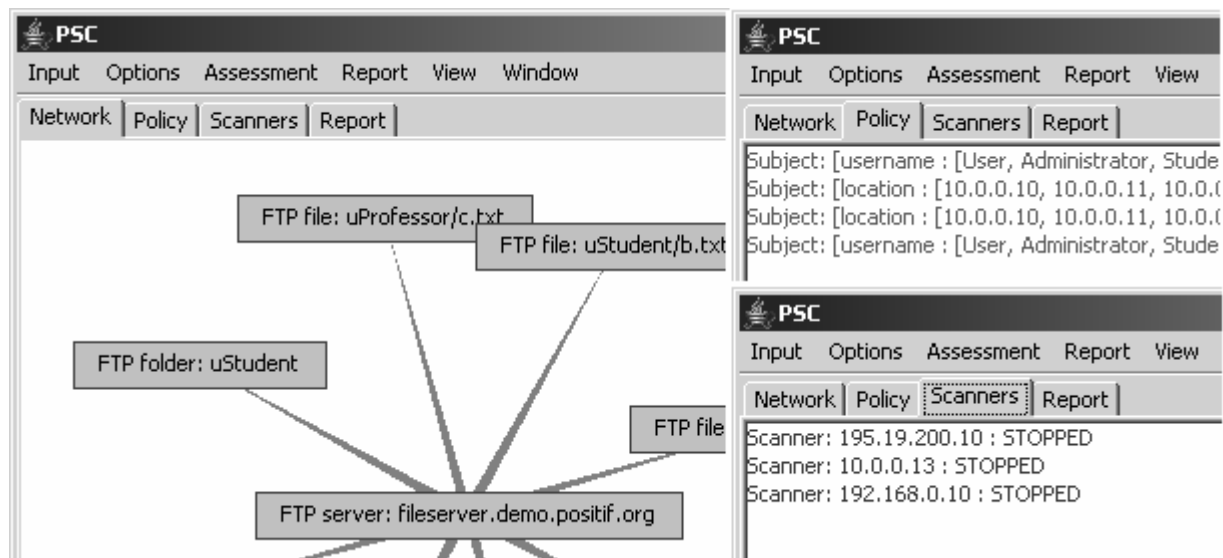 PSC
Input Options Assessment Report View Window
Network Policy Scanners Report
FTP file: uProfessor/c.txt
FTP file: uStudent/b.txt
FTP folder: uStudent
FTP file
FTP server: fileserver.demo.positif.org
PSC
Input Options Assessment Report View
Network Policy Scanners Report
Subject: [username : [User, Administrator, Stude
Subject: [location : [10.0.0.10, 10.0.0.11, 10.0.0
Subject: [location : [10.0.0.10, 10.0.0.11, 10.0.0
Subject: [username : [User, Administrator, Stude
PSC
Input Options Assessment Report View
Network Policy Scanners Report
Scanner: 195.19.200.10 : STOPPED
Scanner: 10.0.0.13 : STOPPED
Scanner: 192.168.0.10 : STOPPED